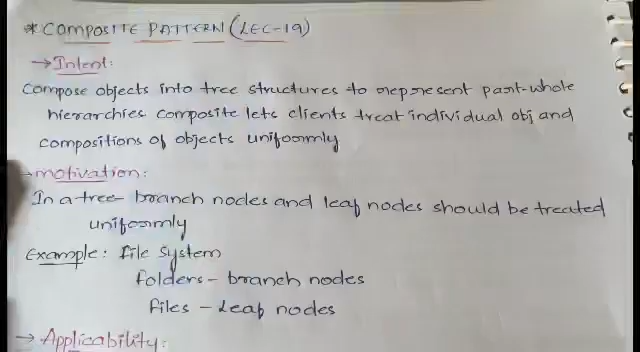 * COMPOSITE PATTERN (LEC-19)
→ Intent:
Compose objects into tree structures to represent part-whole
hierarchies composite lets clients treat individual obj and
compositions of objects uniformly
→ motivation:
In a tree branch nodes and leaf nodes should be treated
uniformly
Example: file system
folders - branch nodes
files - Leaf nodes
→ Applicability: